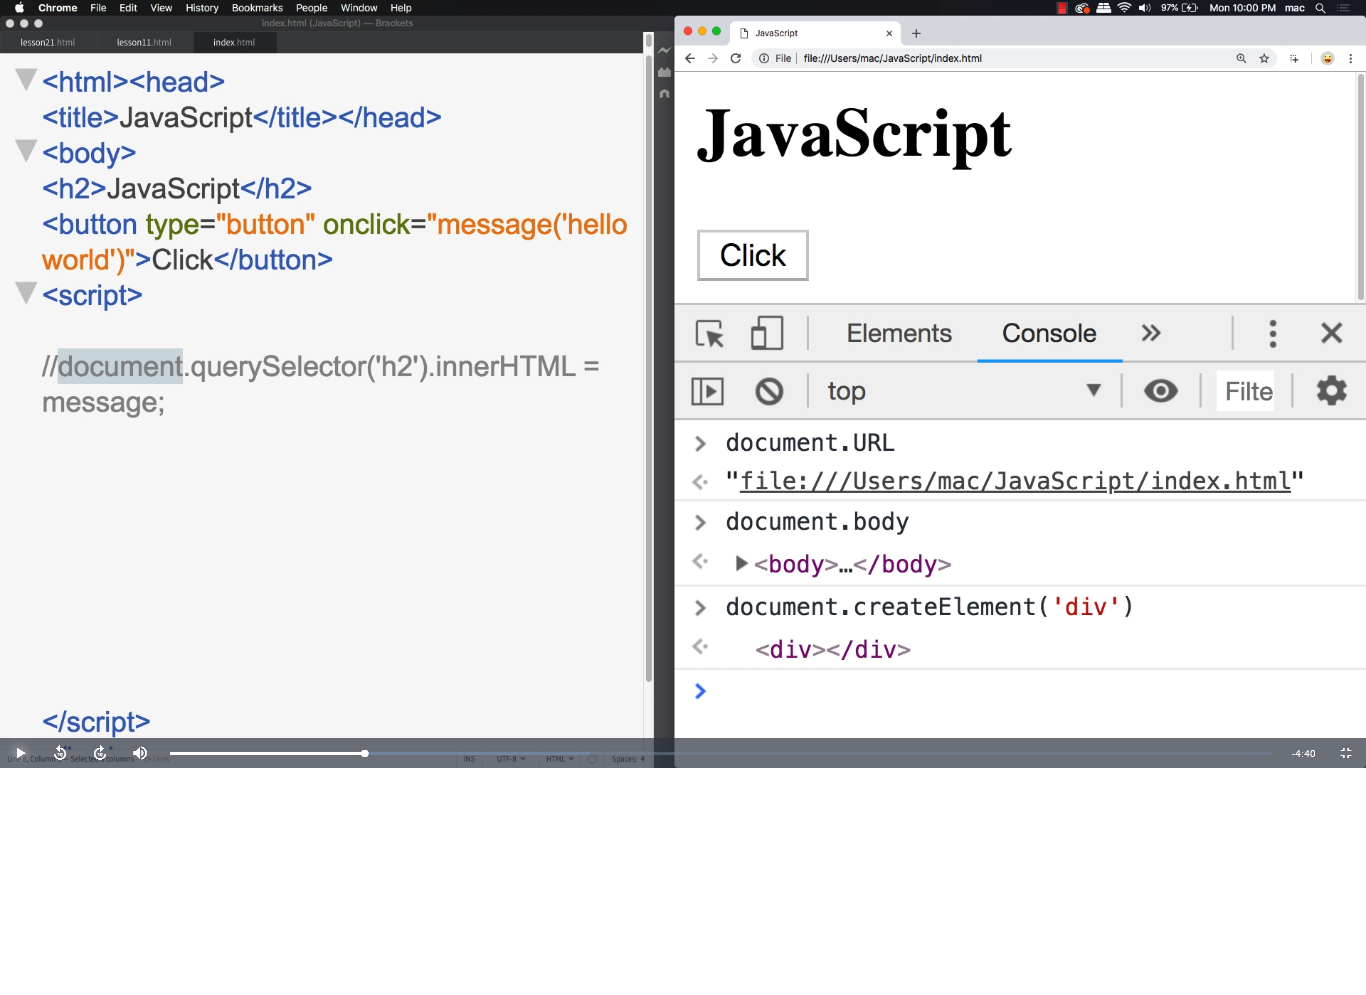 Chrome File Edit View History Bookmarks People Window Help
97% Mon 10:00 PM mac
index.html (JavaScript) — Brackets
lesson21.html lesson11.html index.html
<html><head>
<title>JavaScript</title></head>
<body>
<h2>JavaScript</h2>
<button type="button" onclick="message('hello
world')">Click</button>
<script>
//document.querySelector('h2').innerHTML =
message;
</script>
INS UTF-8 HTML Spaces: 4
JavaScript
File file:///Users/mac/JavaScript/index.html
JavaScript
Click
Elements Console
top Filte
document.URL
"file:///Users/mac/JavaScript/index.html"
document.body
<body>…</body>
document.createElement('div')
<div></div>
-4:40